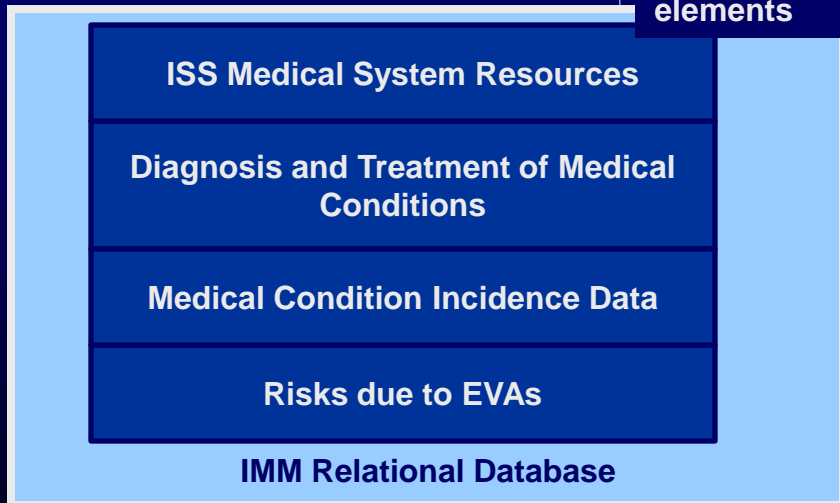 elements
ISS Medical System Resources
Diagnosis and Treatment of Medical
Conditions
Medical Condition Incidence Data
Risks due to EVAs
IMM Relational Database